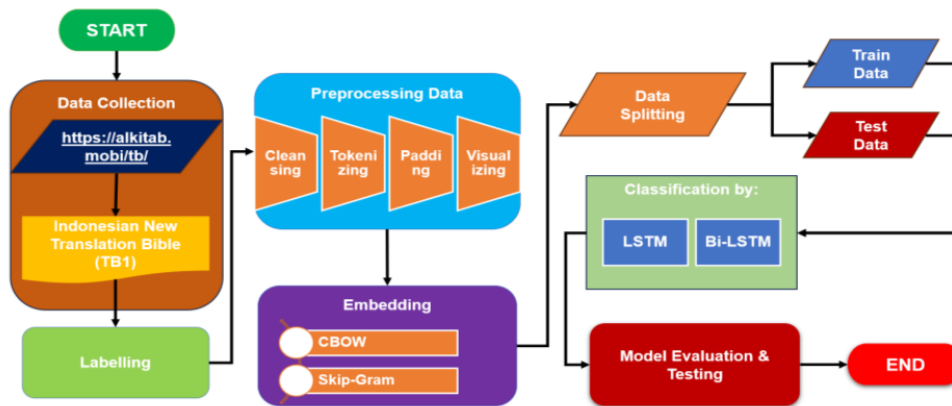 START
Data Collection
https://alkitab.
mobi/tb/
Indonesian New
Translation Bible
(TB1)
Labelling
Preprocessing Data
Clean
sing
Tokeni
zing
Paddi
ng
Visual
izing
Embedding
CBOW
Skip-Gram
Data
Splitting
Train
Data
Test
Data
Classification by:
LSTM
Bi-LSTM
Model Evaluation &
Testing
END